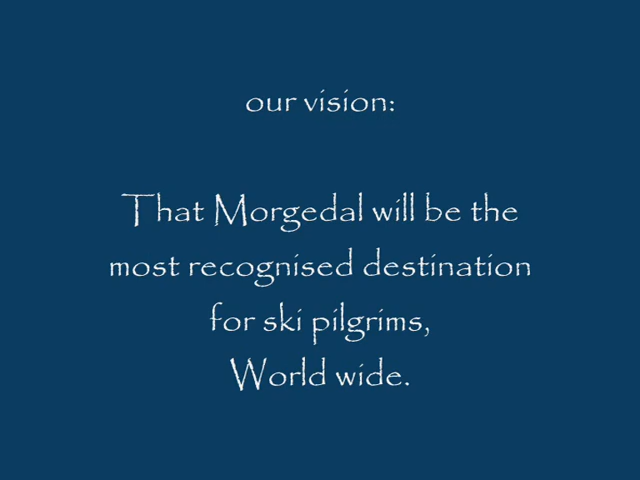 our vision:
That Morgedal will be the
most recognised destination
for ski pilgrims,
World wide.